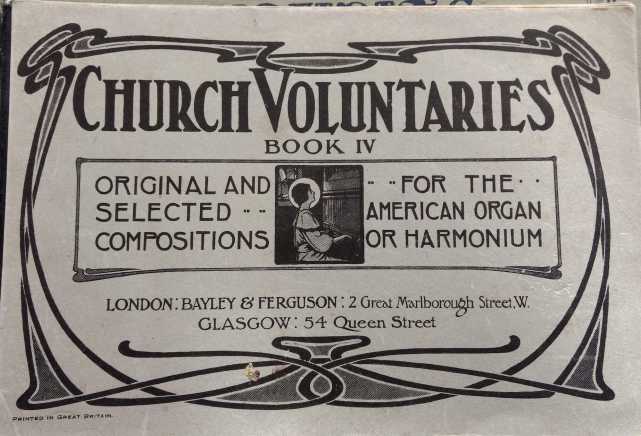 CHURCH VOLUNTARIES
BOOK IV
ORIGINAL AND
SELECTED
COMPOSITIONS
FOR THE
AMERICAN ORGAN
OR HARMONIUM
LONDON: BAYLEY & FERGUSON: 2 Great Marlborough Street, W.
GLASGOW: 54 Queen Street
PRINTED IN GREAT BRITAIN.